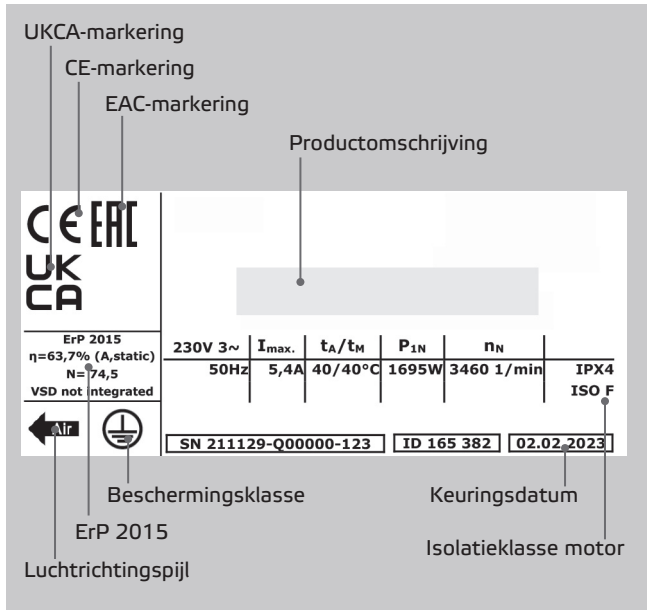 UKCA-markering
CE-markering
EAC-markering
Productomschrijving
CE EAC
UK
CA
ErP 2015
η=63,7% (A,static)
N= 74,5
VSD not integrated
230V 3~ Imax. tA/tM P1N nN
50Hz 5,4A 40/40°C 1695W 3460 1/min IPX4
ISO F
Air
SN 211129-Q00000-123 ID 165 382 02.02.2023
Beschermingsklasse Keuringsdatum
ErP 2015
Isolatieklasse motor
Luchtrichtingspijl